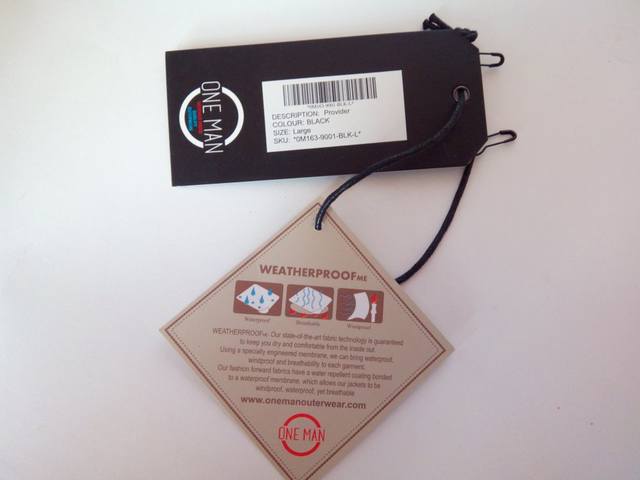 ONE MAN
*0M163-9001-BLK-L*
DESCRIPTION: Provider
COLOUR: BLACK
SIZE: Large
SKU: *0M163-9001-BLK-L*
WEATHERPROOFME
Waterproof
Breathable
Windproof
WEATHERPROOFME: Our state-of-the-art fabric technology is guaranteed
to keep you dry and comfortable from the inside out.
Using a specialty engineered membrane, we can bring waterproof,
windproof and breathability to each garment.
Our fashion forward fabrics have a water repellent coating bonded
to a waterproof membrane, which allows our jackets to be
windproof, waterproof, yet breathable
www.onemanouterwear.com
ONE MAN